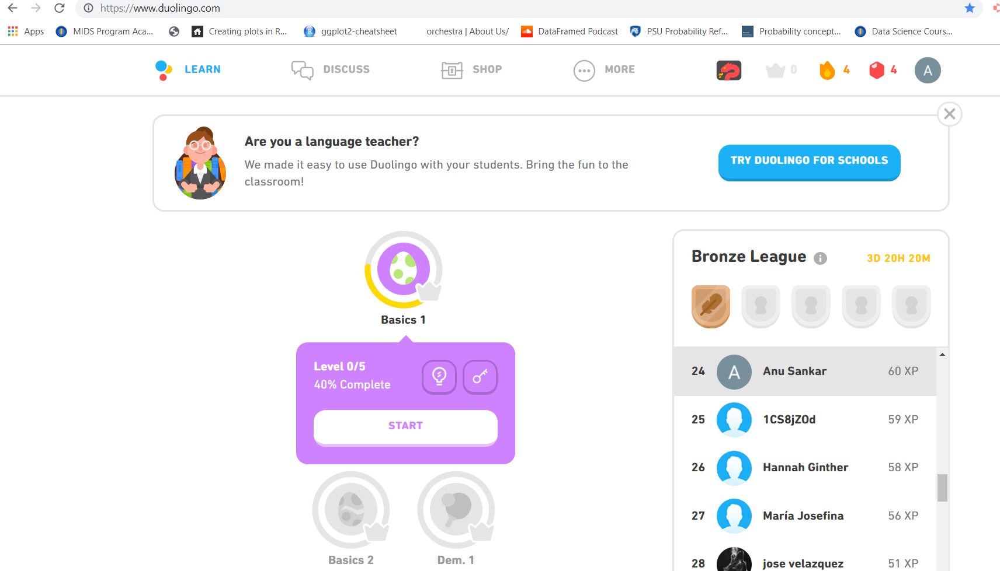 https://www.duolingo.com
Apps
MIDS Program Aca...
Creating plots in R...
ggplot2-cheatsheet
orchestra | About Us/
DataFramed Podcast
PSU Probability Ref...
Probability concept...
Data Science Cours...
LEARN
DISCUSS
SHOP
MORE
0
4
4
A
Are you a language teacher?
We made it easy to use Duolingo with your students. Bring the fun to the
classroom!
TRY DUOLINGO FOR SCHOOLS
Basics 1
Level 0/5
40% Complete
START
Basics 2
Dem. 1
Bronze League
3D 20H 20M
24 A Anu Sankar 60 XP
25 1CS8jZOd 59 XP
26 Hannah Ginther 58 XP
27 María Josefina 56 XP
28 jose velazquez 51 XP